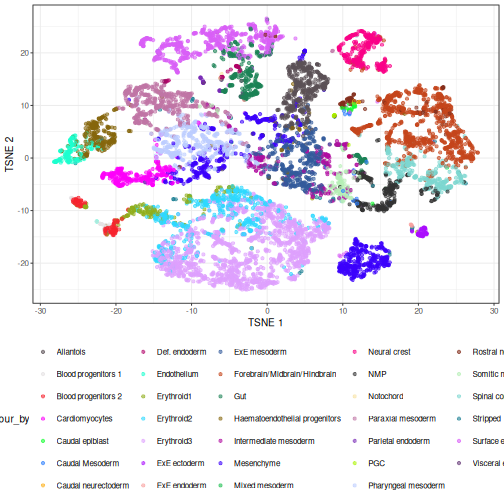 20
10
0
-10
-20
TSNE 2
-30 -20 -10 0 10 20 30
TSNE 1
our_by
Allantois Def. endoderm ExE mesoderm Neural crest Rostral n
Blood progenitors 1 Endothelium Forebrain/Midbrain/Hindbrain NMP Somitic m
Blood progenitors 2 Erythroid1 Gut Notochord Spinal co
Cardiomyocytes Erythroid2 Haematoendothelial progenitors Paraxial mesoderm Stripped
Caudal epiblast Erythroid3 Intermediate mesoderm Parietal endoderm Surface e
Caudal Mesoderm ExE ectoderm Mesenchyme PGC Visceral e
Caudal neurectoderm ExE endoderm Mixed mesoderm Pharyngeal mesoderm